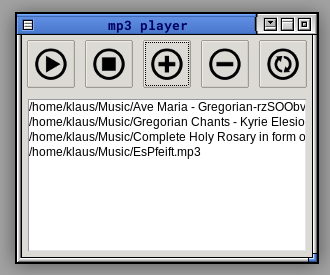 mp3 player
/home/klaus/Music/Ave Maria - Gregorian-rzSOObv
/home/klaus/Music/Gregorian Chants - Kyrie Elesio
/home/klaus/Music/Complete Holy Rosary in form o
/home/klaus/Music/EsPfeift.mp3